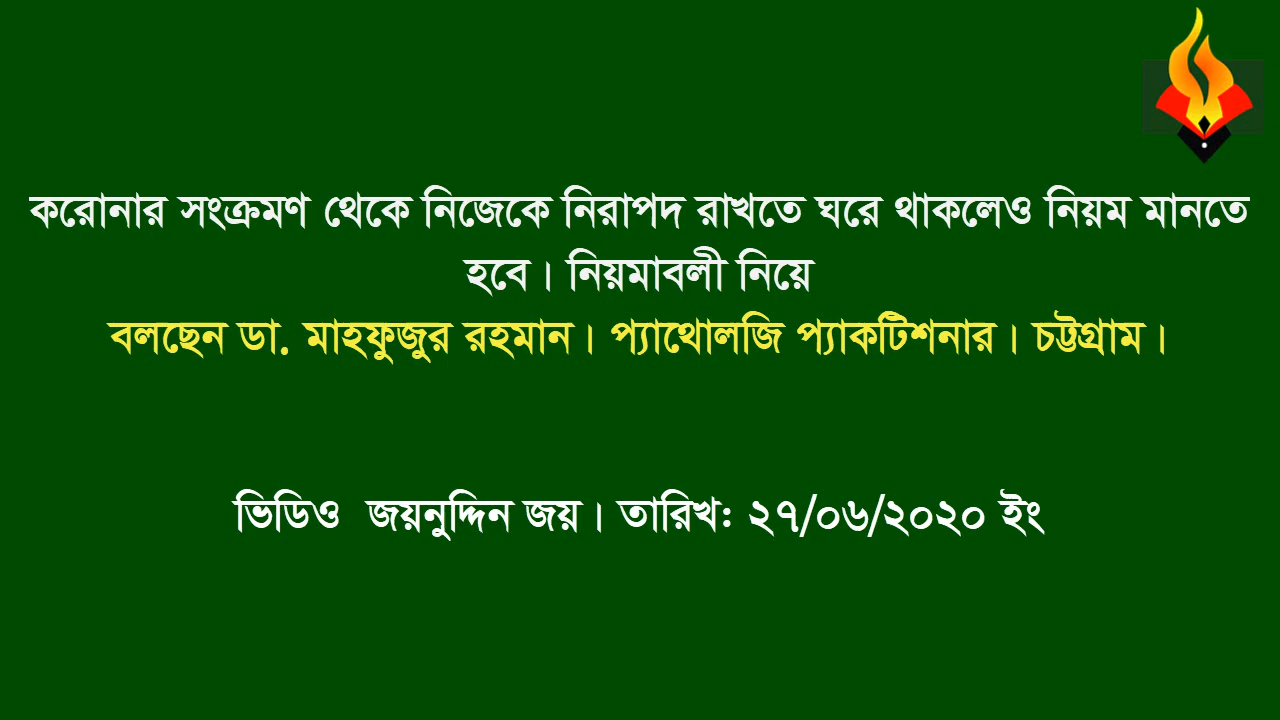 করোনার সংক্রমণ থেকে নিজেকে নিরাপদ রাখতে ঘরে থাকলেও নিয়ম মানতে
হবে। নিয়মাবলী নিয়ে
বলছেন ডা. মাহফুজুর রহমান। প্যাথোলজি প্যাকটিশনার। চট্টগ্রাম।
ভিডিও জয়নুদ্দিন জয়। তারিখ: ২৭/০৬/২০২০ ইং